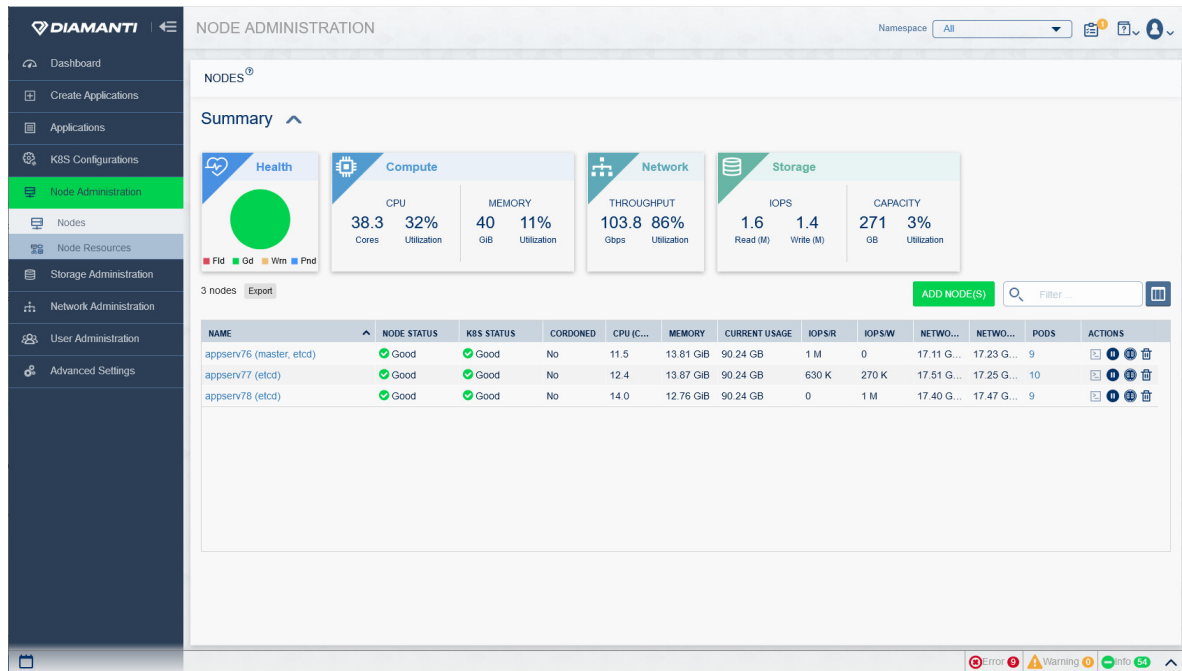 DIAMANTI
NODE ADMINISTRATION
Namespace All
1
Dashboard
Create Applications
Applications
K8S Configurations
Node Administration
Nodes
Node Resources
Storage Administration
Network Administration
User Administration
Advanced Settings
NODES
Summary
Health
Fld Gd Wrn Pnd
Compute
CPU MEMORY
38.3 32% 40 11%
Cores Utilization GiB Utilization
Network
THROUGHPUT
103.8 86%
Gbps Utilization
Storage
IOPS CAPACITY
1.6 1.4 271 3%
Read (M) Write (M) GB Utilization
3 nodes Export
ADD NODE(S) Filter ...
NAME NODE STATUS K8S STATUS CORDONED CPU (C... MEMORY CURRENT USAGE IOPS/R IOPS/W NETWO... NETWO... PODS ACTIONS
appserv76 (master, etcd) Good Good No 11.5 13.81 GiB 90.24 GB 1 M 0 17.11 G... 17.23 G... 9
appserv77 (etcd) Good Good No 12.4 13.87 GiB 90.24 GB 630 K 270 K 17.51 G... 17.25 G... 10
appserv78 (etcd) Good Good No 14.0 12.76 GiB 90.24 GB 0 1 M 17.40 G... 17.47 G... 9
Error 9 Warning 0 Info 54